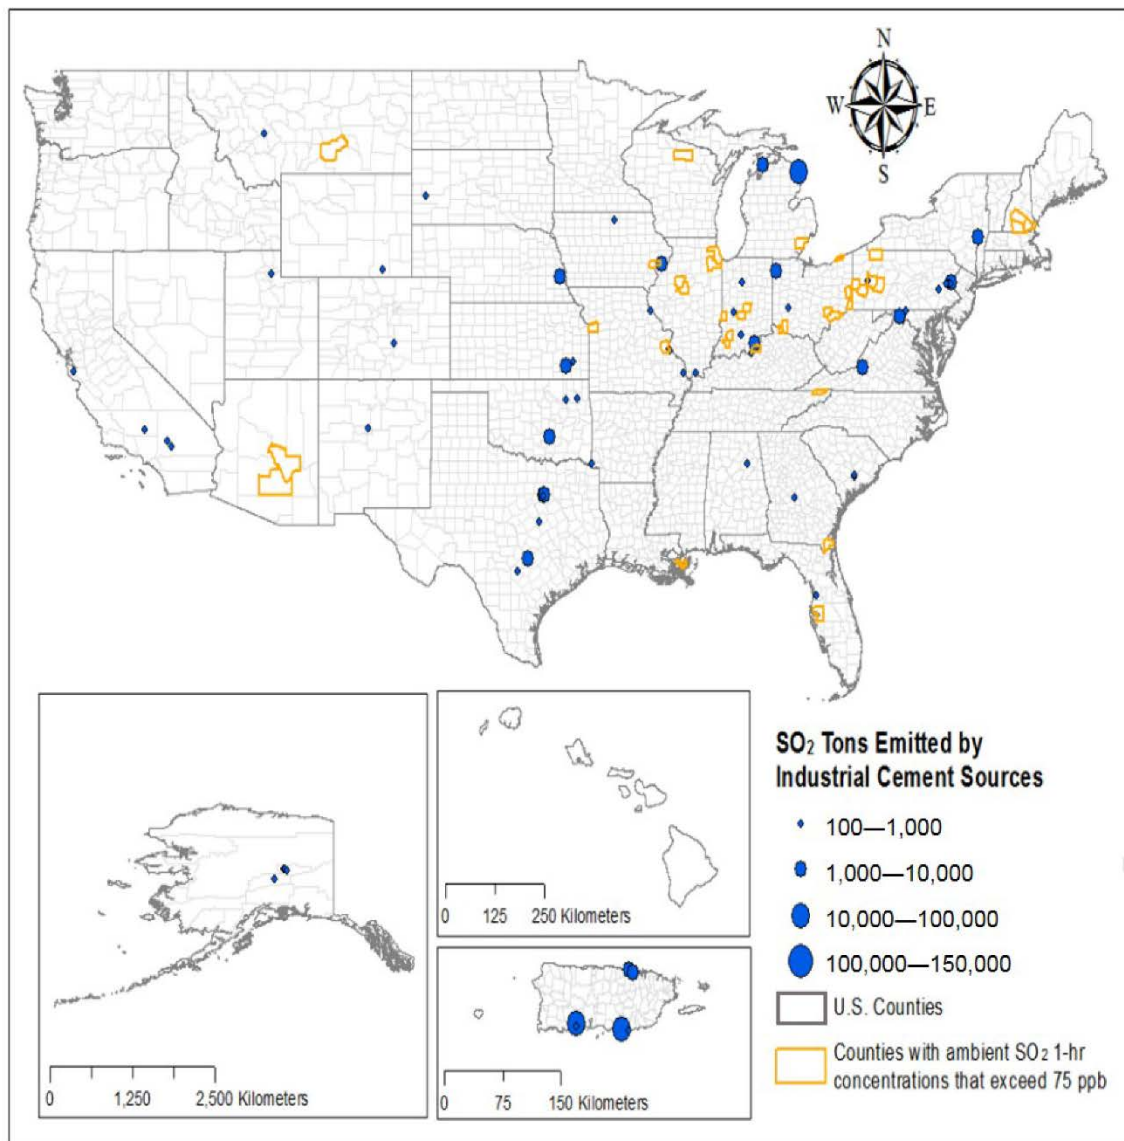 N
W E
S
SO₂ Tons Emitted by
Industrial Cement Sources
100—1,000
1,000—10,000
10,000—100,000
100,000—150,000
U.S. Counties
Counties with ambient SO₂ 1-hr
concentrations that exceed 75 ppb
0 125 250 Kilometers
0 1,250 2,500 Kilometers
0 75 150 Kilometers